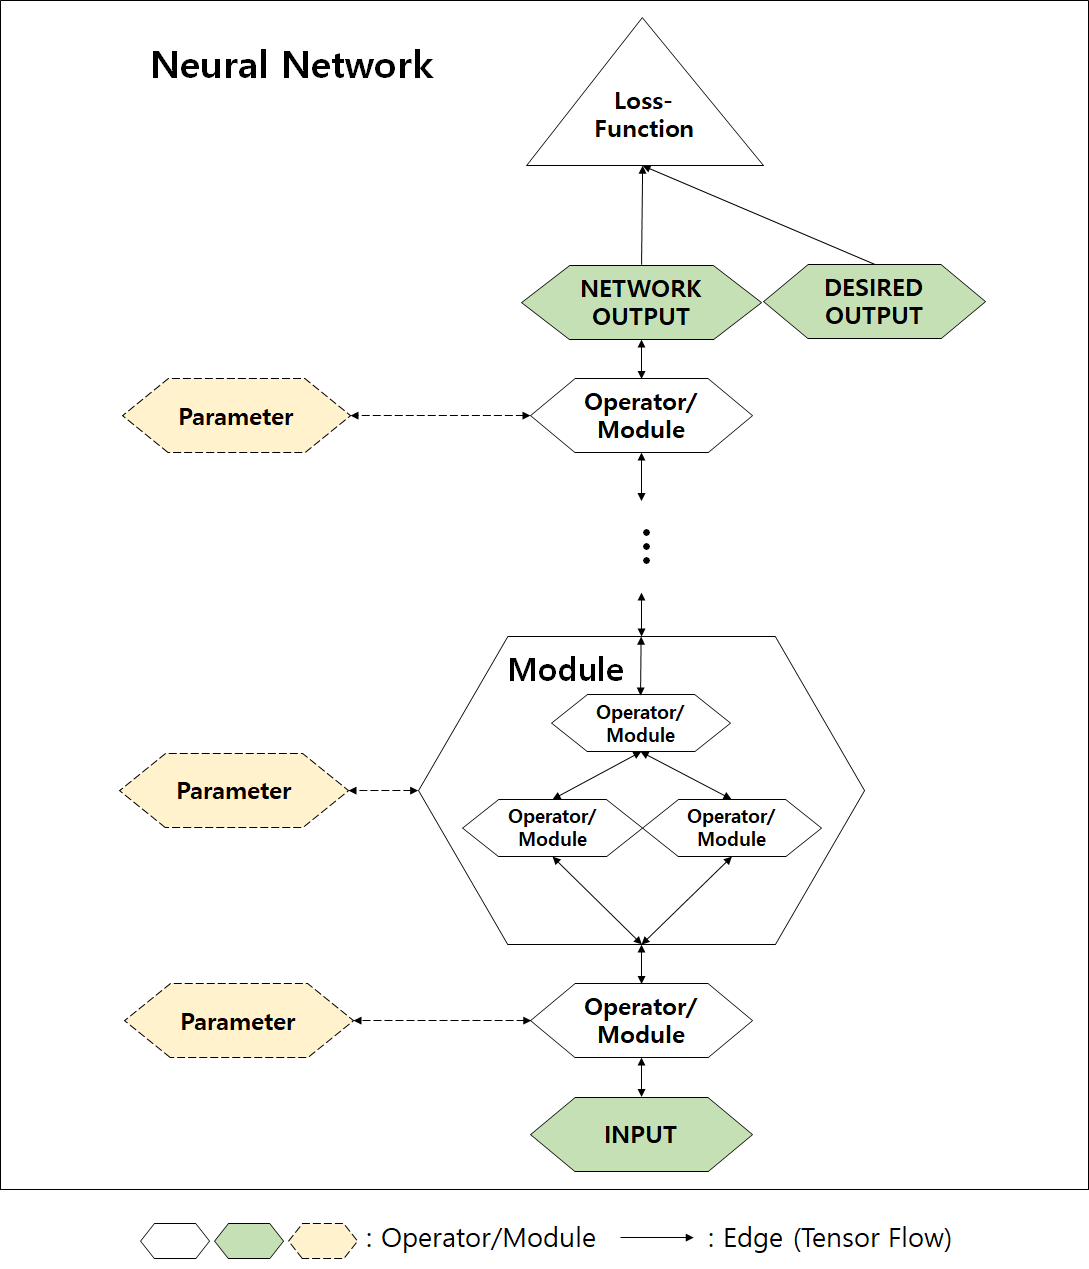 Neural Network
Loss-
Function
NETWORK
OUTPUT
DESIRED
OUTPUT
Parameter
Operator/
Module
Module
Operator/
Module
Parameter
Operator/
Module
Operator/
Module
Parameter
Operator/
Module
INPUT
: Operator/Module
: Edge (Tensor Flow)